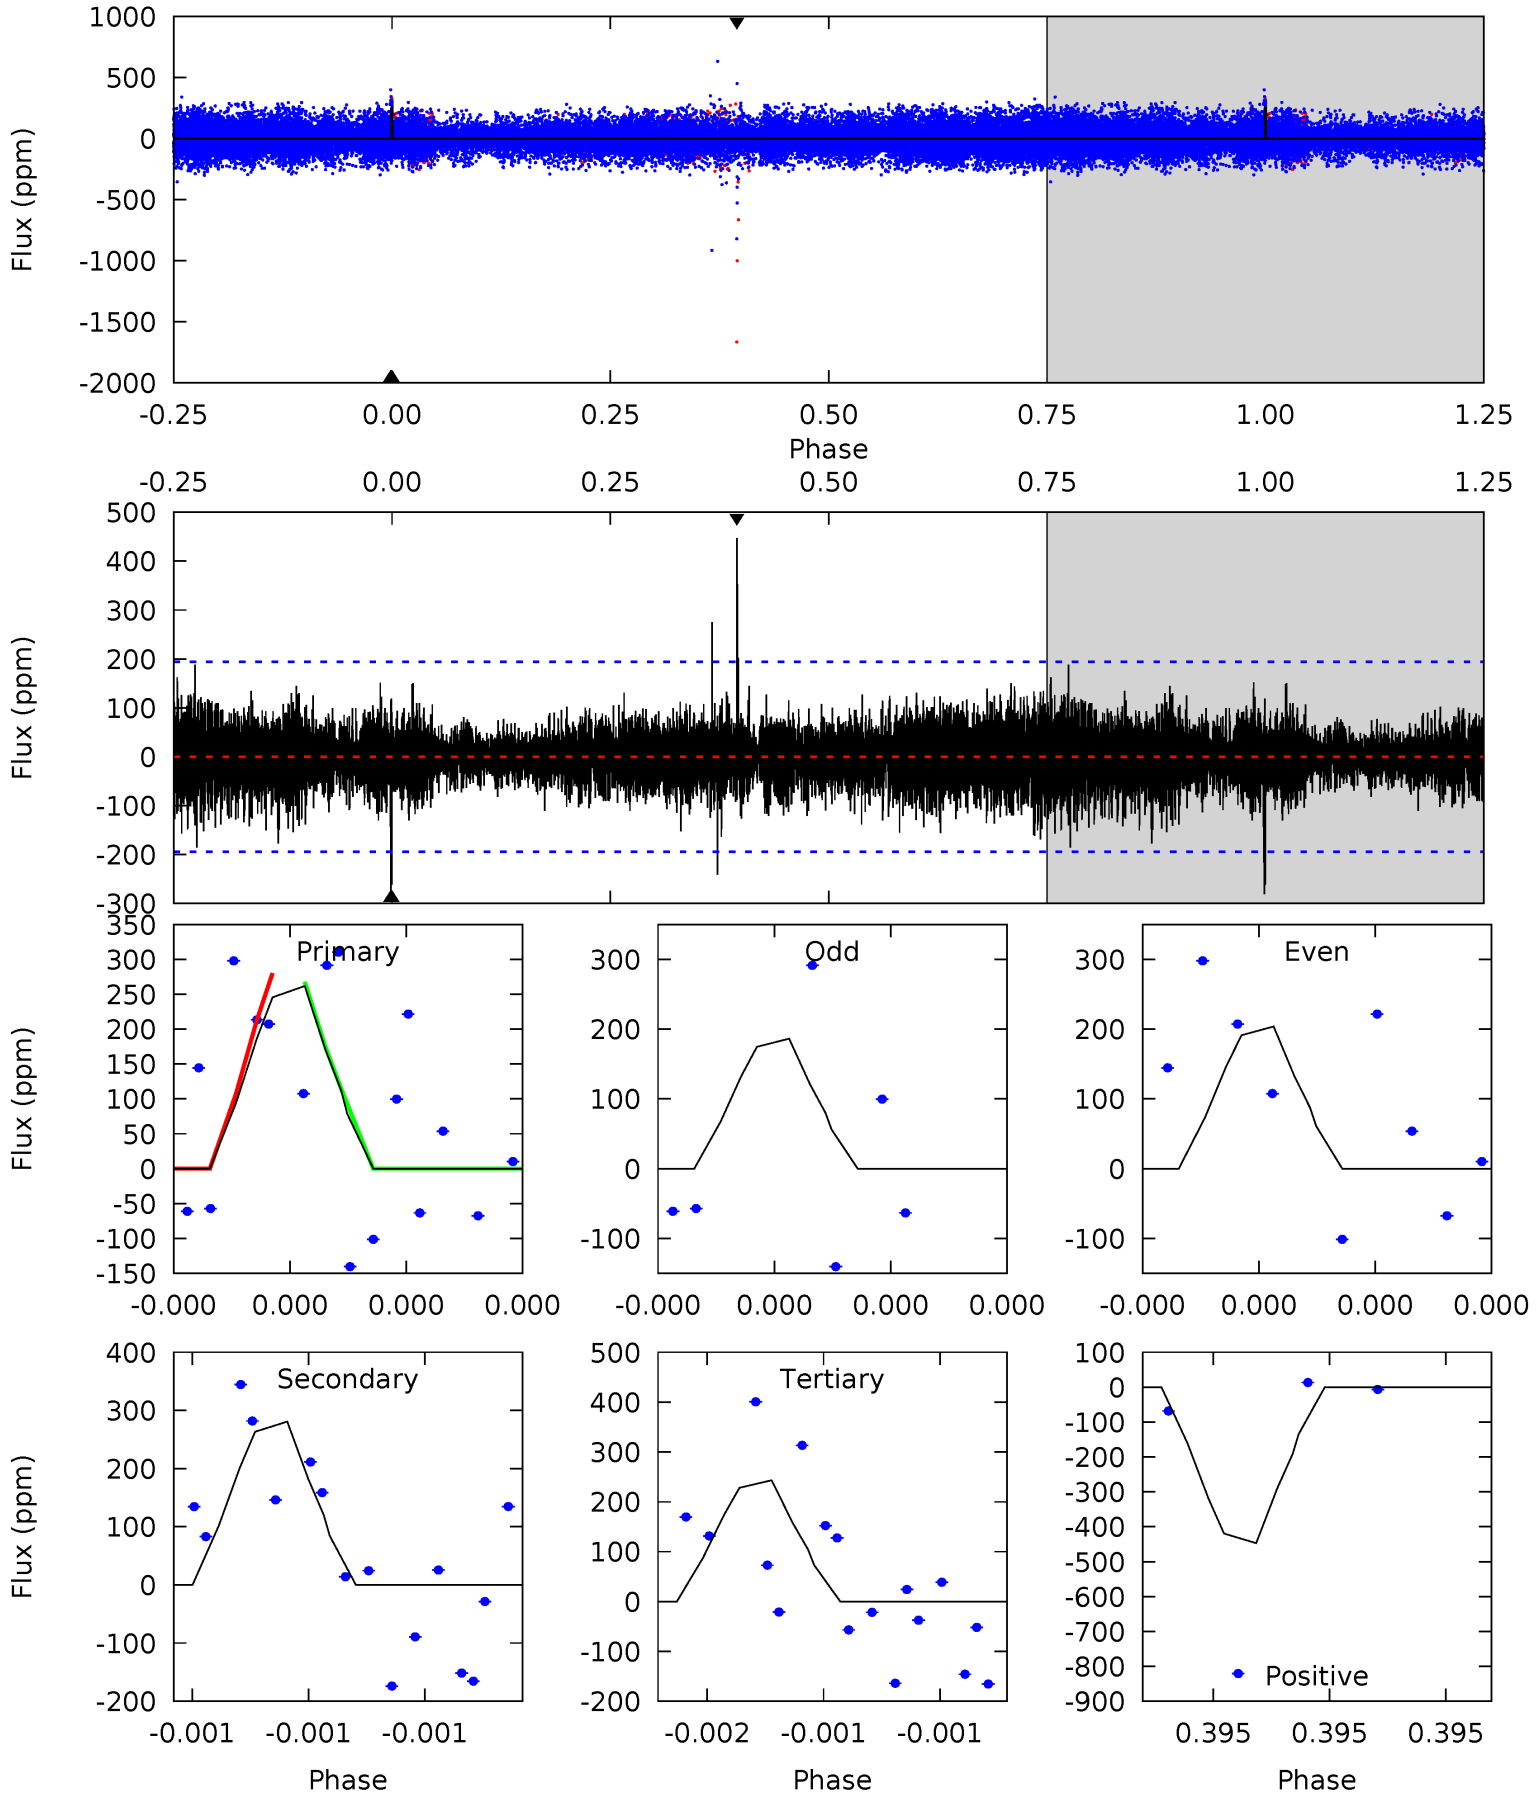 1000
500
0
-500
-1000
-1500
-2000
Flux (ppm)
-0.25 0.00 0.25 0.50 0.75 1.00 1.25
Phase
-0.25 0.00 0.25 0.50 0.75 1.00 1.25
500
400
300
200
100
0
-100
-200
-300
Flux (ppm)
Primary
350
300
250
200
150
100
50
0
-50
-100
-150
Flux (ppm)
-0.000 0.000 0.000 0.000
Odd
300
200
100
0
-100
-0.000 0.000 0.000 0.000
Even
300
200
100
0
-100
-0.000 0.000 0.000 0.000
Secondary
400
300
200
100
0
-100
-200
Flux (ppm)
-0.001 -0.001 -0.001
Phase
Tertiary
500
400
300
200
100
0
-100
-200
-0.002 -0.001 -0.001
Phase
100
0
-100
-200
-300
-400
-500
-600
-700
-800
-900
Positive
0.395 0.395 0.395
Phase